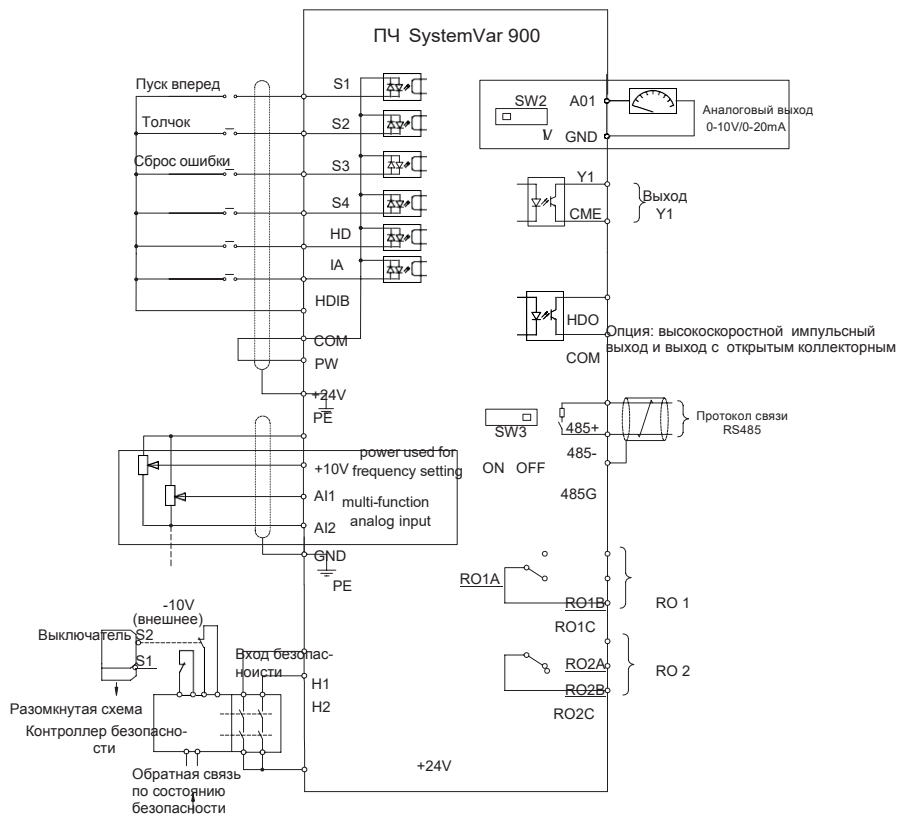 ПЧ SystemVar 900
Пуск вперед
S1
Толчок
S2
Сброс ошибки
S3
S4
HD
IA
HDIB
COM
PW
+24V
PE
SW2
V
A01
GND
Аналоговый выход
0-10V/0-20mA
Y1
CME
Выход
Y1
HDO
COM
Опция: высокоскоростной импульсный
выход и выход с открытым коллекторным
SW3
ON OFF
485+
485-
485G
Протокол связи
RS485
power used for
+10V frequency setting
AI1
multi-function
analog input
AI2
GND
PE
RO1A
RO1B
RO1C
RO 1
RO2A
RO2B
RO2C
RO 2
-10V
(внешнее)
Выключатель S2
S1
Разомкнутая схема
Контроллер безопасно-
сти
Вход безопас-
ноисти
H1
H2
+24V
Обратная связь
по состоянию
безопасности